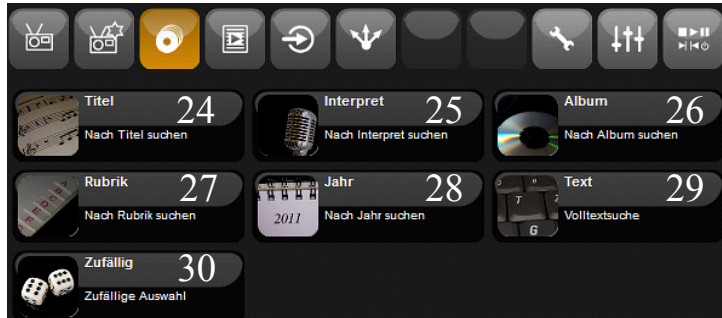 Titel 24
Nach Titel suchen
Interpret 25
Nach Interpret suchen
Album 26
Nach Album suchen
Rubrik 27
Nach Rubrik suchen
Jahr 28
Nach Jahr suchen
2011
Text 29
Volltextsuche
T
G
Zufällig 30
Zufällige Auswahl